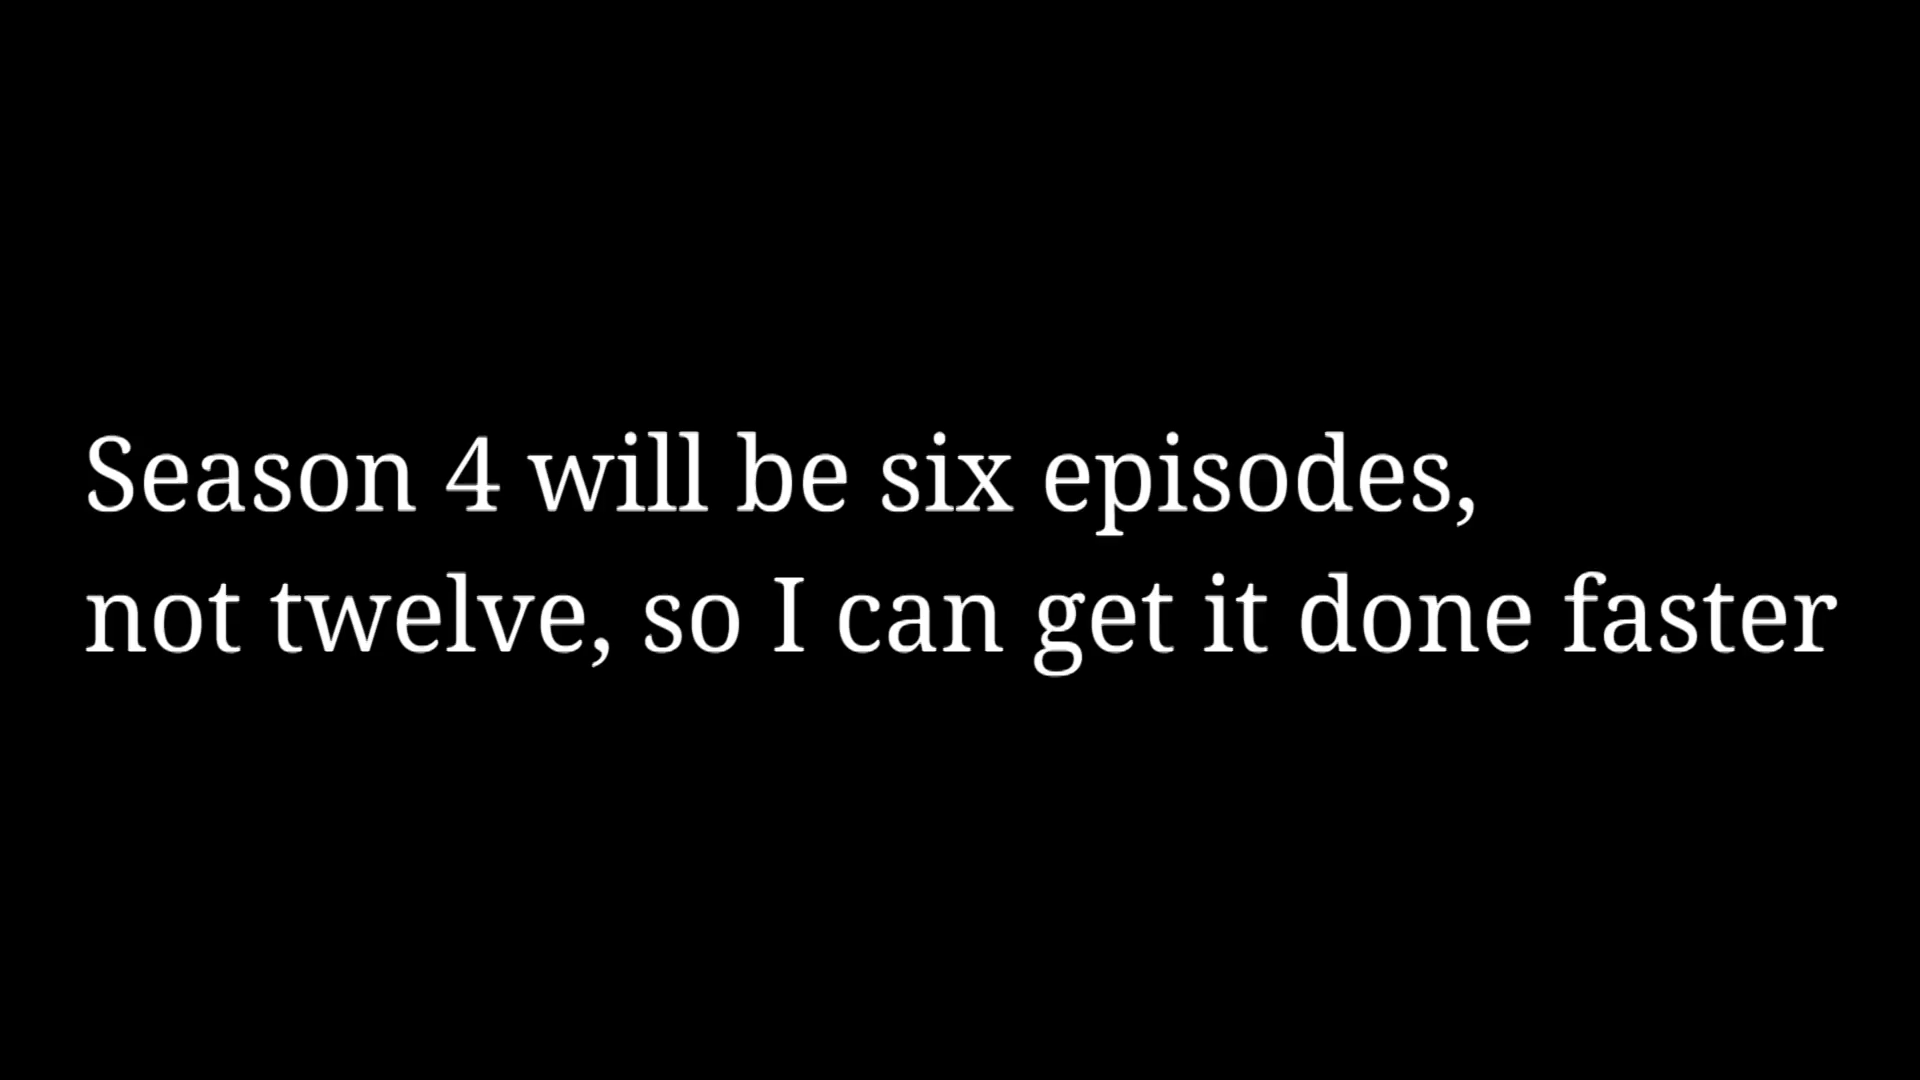 Season 4 will be six episodes,
not twelve, so I can get it done faster